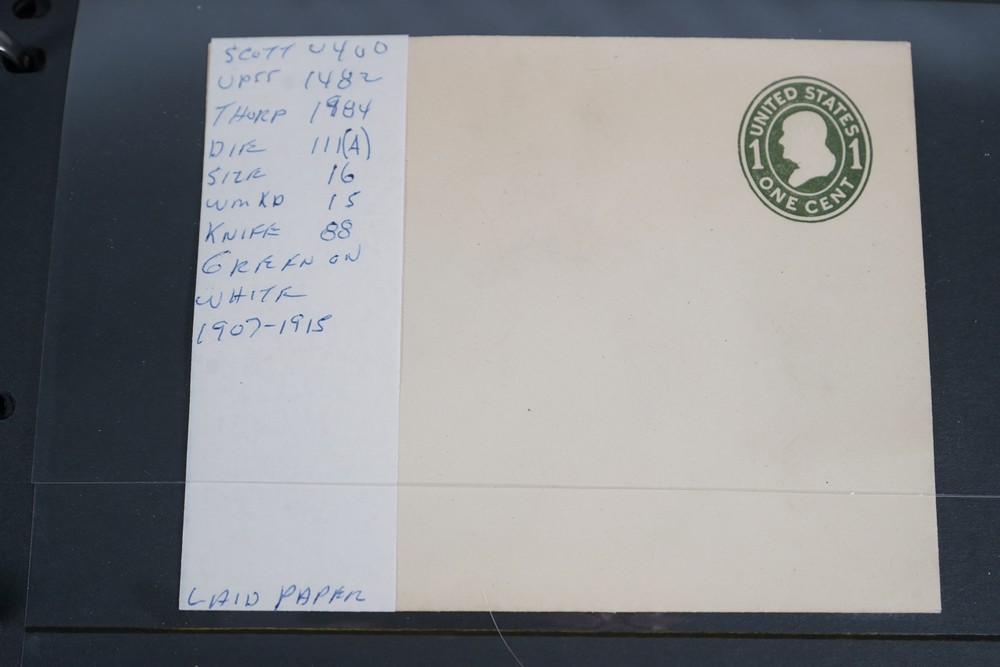 SCOTT U400
UPSS 1482
THORP 1984
DIE 111(A)
SIZE 16
WMKD 15
KNIFE 88
GREEN ON
WHITE
1907-1915
LAID PAPER
UNITED STATES
1 1
ONE CENT